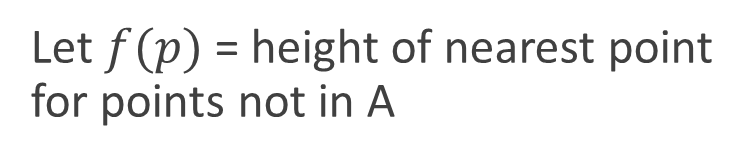 Let f(p) = height of nearest point
for points not in A